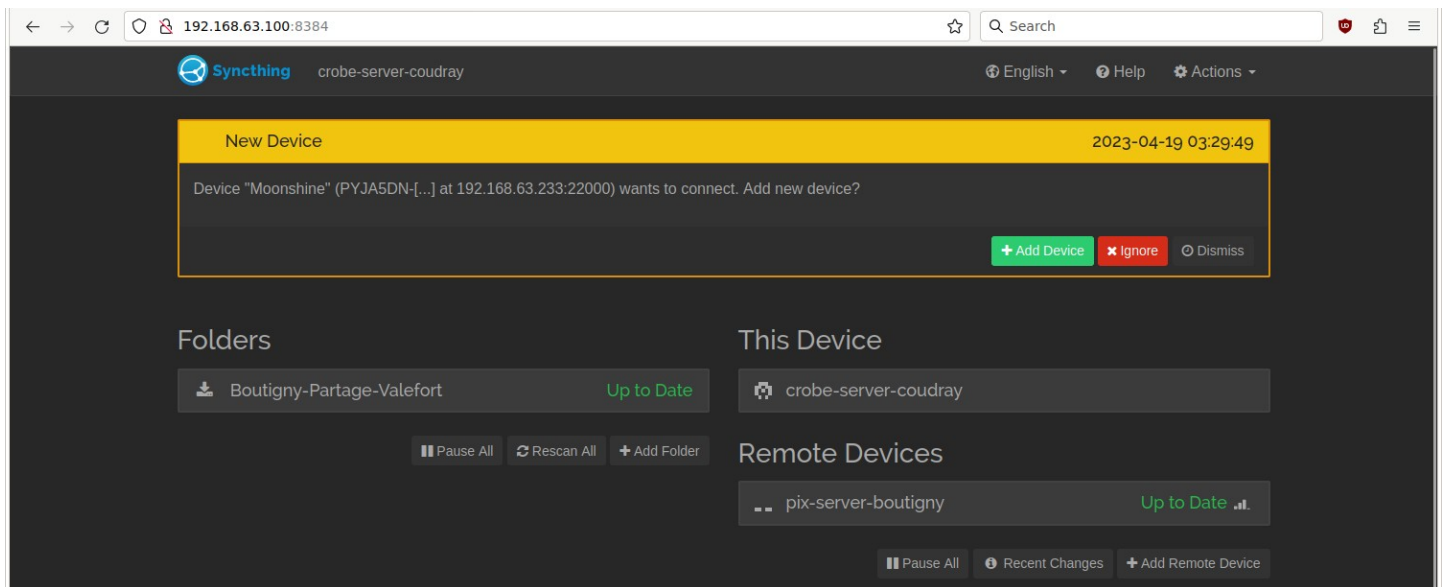 192.168.63.100:8384
Search
Syncthing crobe-server-coudray English Help Actions
New Device 2023-04-19 03:29:49
Device "Moonshine" (PYJA5DN-[...] at 192.168.63.233:22000) wants to connect. Add new device?
Add Device Ignore Dismiss
Folders
Boutigny-Partage-Valefort Up to Date
Pause All Rescan All Add Folder
This Device
crobe-server-coudray
Remote Devices
pix-server-boutigny Up to Date
Pause All Recent Changes Add Remote Device